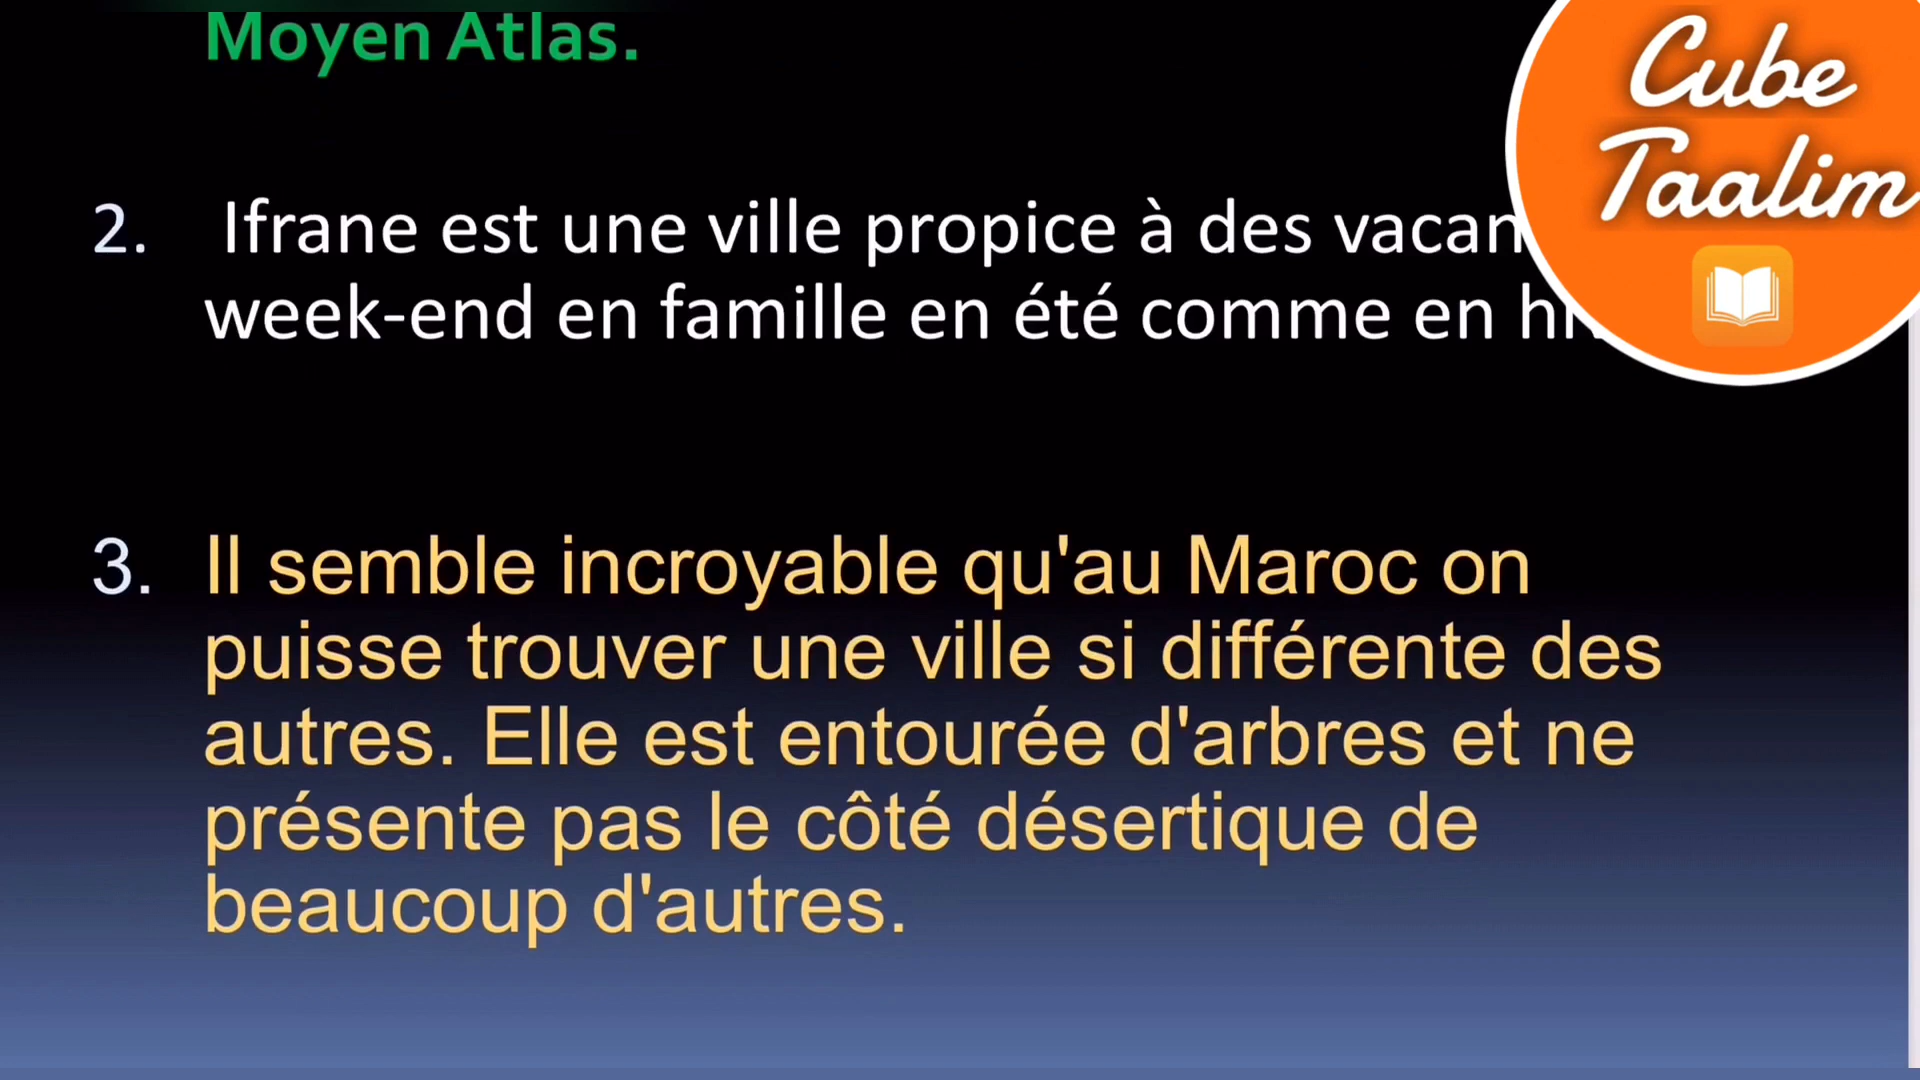 Moyen Atlas.
Cube
Taalim
2. Ifrane est une ville propice à des
week-end en famille en été comme en
3. Il semble incroyable qu'au Maroc on
puisse trouver une ville si différente des
autres. Elle est entourée d'arbres et ne
présente pas le côté désertique de
beaucoup d'autres.